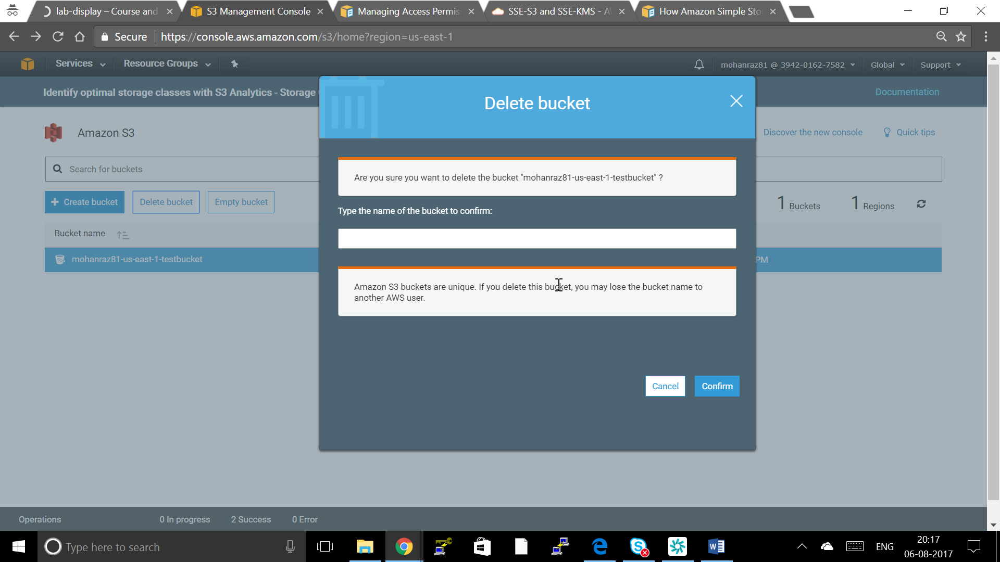 lab-display – Course and
S3 Management Console
Managing Access Permis
SSE-S3 and SSE-KMS - A
How Amazon Simple Sto
Secure
https://console.aws.amazon.com/s3/home?region=us-east-1
Services
Resource Groups
mohanraz81 @ 3942-0162-7582
Global
Support
Identify optimal storage classes with S3 Analytics - Storage
Delete bucket
Documentation
Amazon S3
Discover the new console
Quick tips
Search for buckets
Are you sure you want to delete the bucket "mohanraz81-us-east-1-testbucket" ?
Create bucket
Delete bucket
Empty bucket
1 Buckets
1 Regions
Type the name of the bucket to confirm:
Bucket name
mohanraz81-us-east-1-testbucket
PM
Amazon S3 buckets are unique. If you delete this bucket, you may lose the bucket name to
another AWS user.
Cancel
Confirm
Operations
0 In progress
2 Success
0 Error
Type here to search
ENG
20:17
06-08-2017